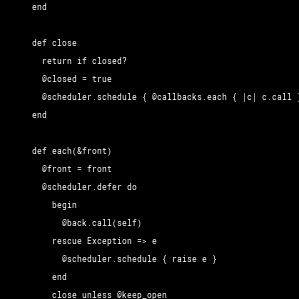 end
def close
return if closed?
@closed = true
@scheduler.schedule { @callbacks.each { |c| c.call }
end
def each(&front)
@front = front
@scheduler.defer do
begin
@back.call(self)
rescue Exception => e
@scheduler.schedule { raise e }
end
close unless @keep_open